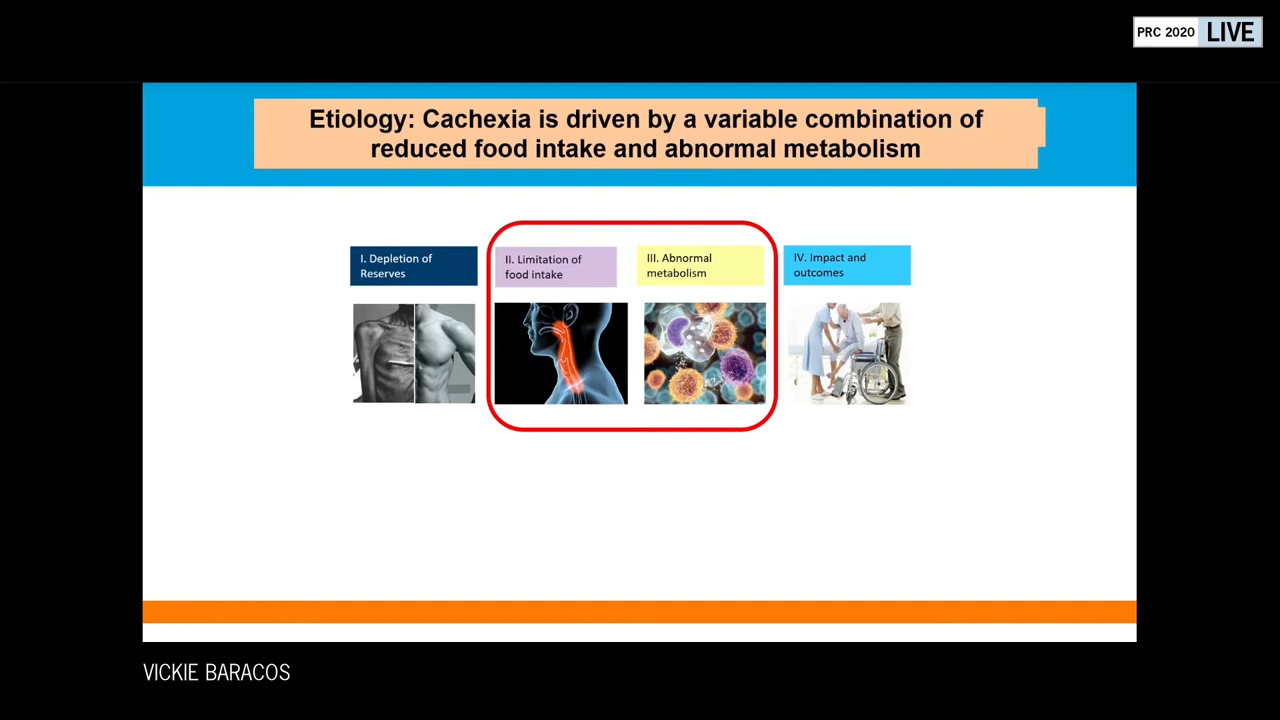 PRC 2020 LIVE
Etiology: Cachexia is driven by a variable combination of
reduced food intake and abnormal metabolism
I. Depletion of
Reserves
II. Limitation of
food intake
III. Abnormal
metabolism
IV. Impact and
outcomes
VICKIE BARACOS